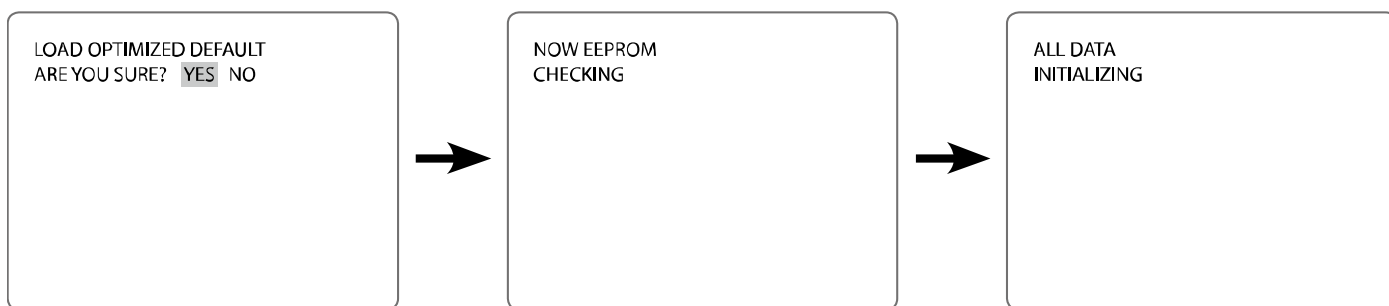 LOAD OPTIMIZED DEFAULT
ARE YOU SURE? YES NO
NOW EEPROM
CHECKING
ALL DATA
INITIALIZING